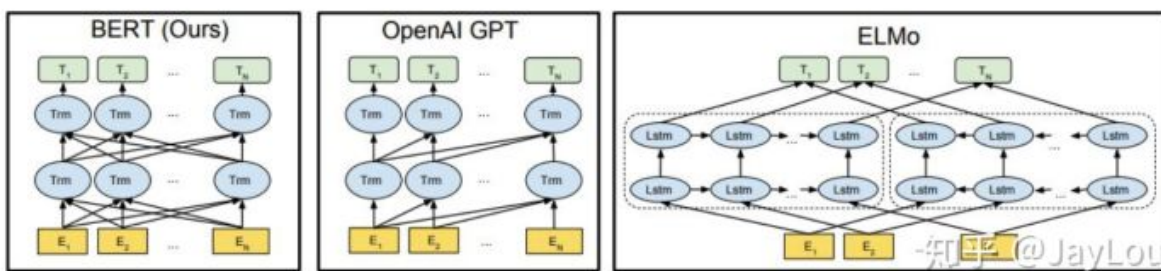 BERT (Ours)
T1 T2 ... TN
Trm Trm ... Trm
Trm Trm ... Trm
E1 E2 ... EN
OpenAI GPT
T1 T2 ... TN
Trm Trm ... Trm
Trm Trm ... Trm
E1 E2 ... EN
ELMo
T1 T2 ... TN
Lstm Lstm ... Lstm Lstm Lstm ... Lstm
Lstm Lstm ... Lstm Lstm Lstm ... Lstm
E1 E2
知乎 @JayLou